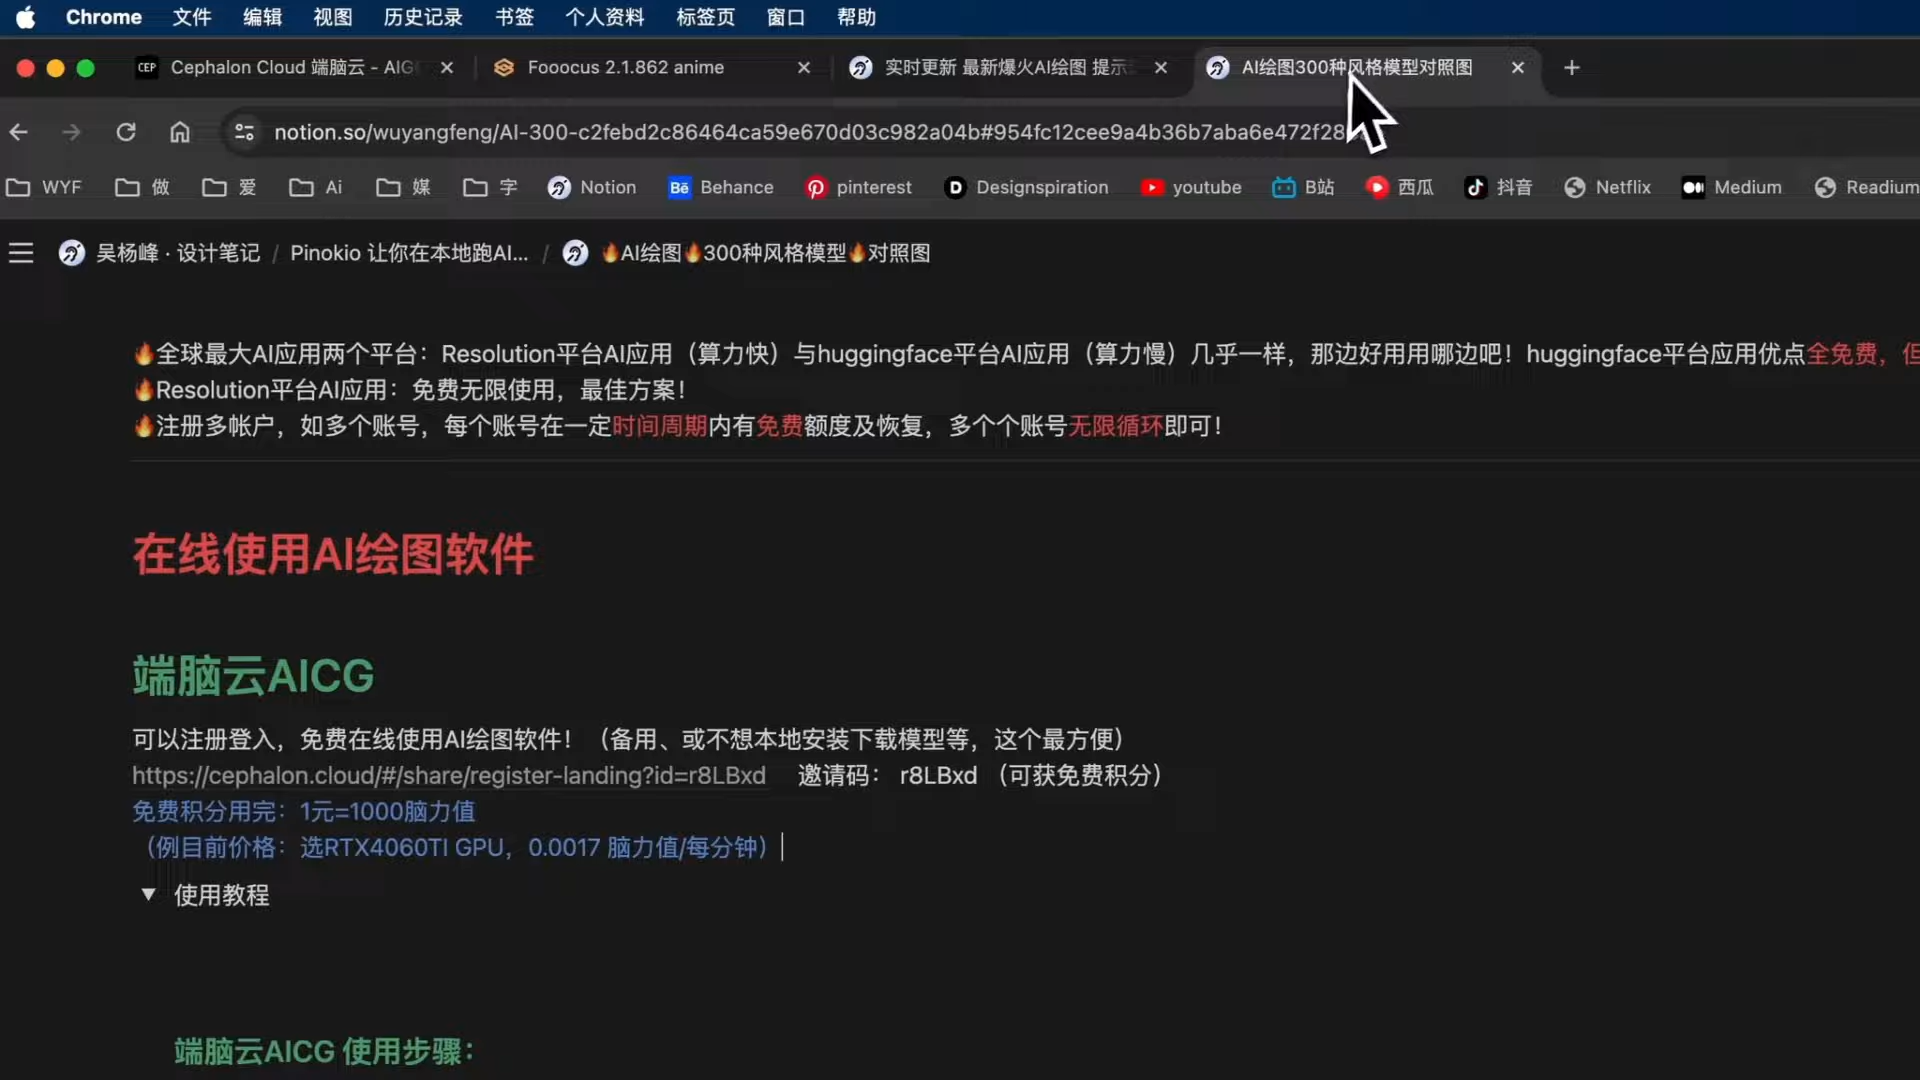 Chrome 文件 编辑 视图 历史记录 书签 个人资料 标签页 窗口 帮助
CEP Cephalon Cloud 端脑云 - AIG
Fooocus 2.1.862 anime
实时更新 最新爆火AI绘图 提示
AI绘图300种风格模型对照图
notion.so/wuyangfeng/AI-300-c2febd2c86464ca59e670d03c982a04b#954fc12cee9a4b36b7aba6e472f28
WYF 做 爱 Ai 媒 字 Notion Bē Behance pinterest D Designspiration youtube B站 西瓜 抖音 Netflix Medium Readium
吴杨峰 · 设计笔记 / Pinokio 让你在本地跑AI... / 🔥AI绘图🔥300种风格模型🔥对照图
🔥全球最大AI应用两个平台：Resolution平台AI应用（算力快）与huggingface平台AI应用（算力慢）几乎一样，那边好用用哪边吧！huggingface平台应用优点全免费，但
🔥Resolution平台AI应用：免费无限使用，最佳方案！
🔥注册多帐户，如多个账号，每个账号在一定时间周期内有免费额度及恢复，多个个账号无限循环即可！
在线使用AI绘图软件
端脑云AICG
可以注册登入，免费在线使用AI绘图软件！（备用、或不想本地安装下载模型等，这个最方便）
https://cephalon.cloud/#/share/register-landing?id=r8LBxd 邀请码： r8LBxd （可获免费积分）
免费积分用完：1元=1000脑力值
（例目前价格：选RTX4060TI GPU，0.0017 脑力值/每分钟）
▼ 使用教程
端脑云AICG 使用步骤：